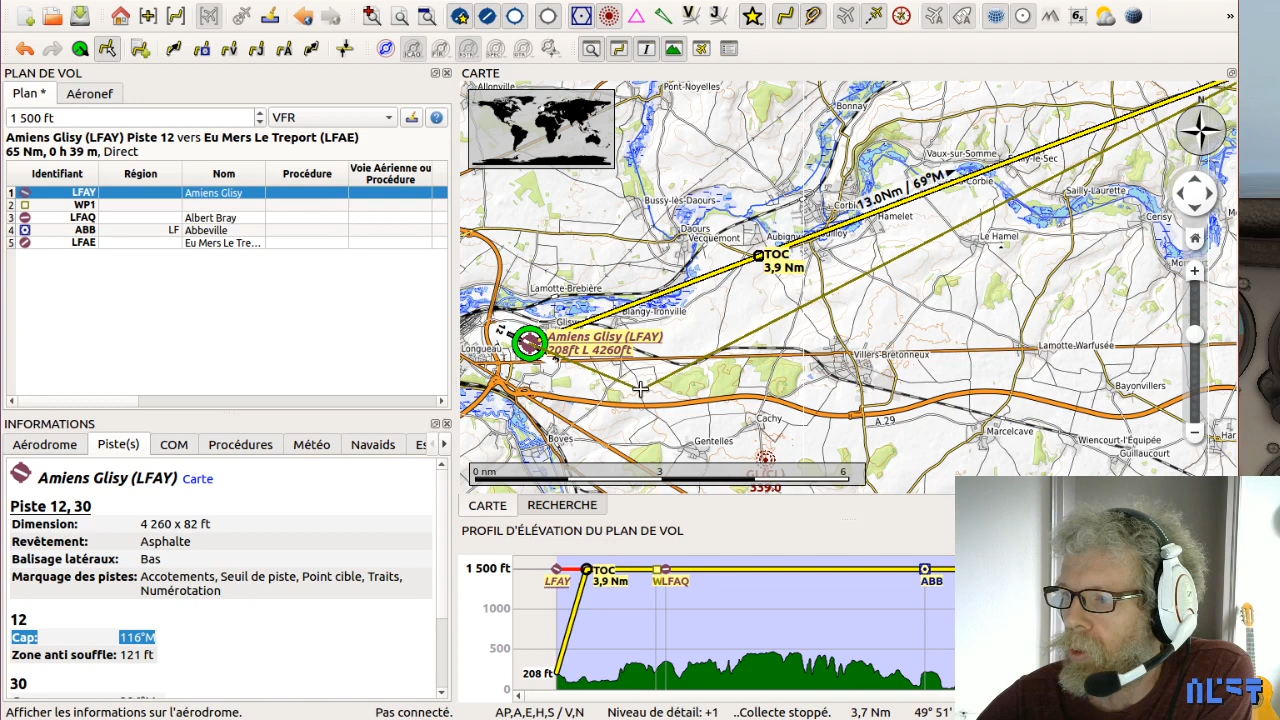 PLAN DE VOL
CARTE
Plan *
Aéronef
1 500 ft
VFR
Amiens Glisy (LFAY) Piste 12 vers Eu Mers Le Treport (LFAE)
65 Nm, 0 h 39 m, Direct
Identifiant
Région
Nom
Procédure
Voie Aérienne ou Procédure
1 LFAY Amiens Glisy
2 WP1
3 LFAQ Albert Bray
4 ABB LF Abbeville
5 LFAE Eu Mers Le Tre...
Allonville
Pont-Noyelles
Bonnay
Vaux-sur-Somme
Bussy-lès-Daours
13.0Nm / 69°M
Corbie
Sailly-Laurette
Cerisy
Hamelet
Daours
Vecquemont
Aubigny
Le Hamel
TOC
3,9 Nm
Lamotte-Brebière
Blangy-Tronville
Glisy
12
Amiens Glisy (LFAY)
208ft L 4260ft
Longueau
Villers-Bretonneux
Lamotte-Warfusée
Bayonvillers
Cachy
A 29
Marcelcave
Boves
Gentelles
Wiencourt-l'Équipée
Guillaucourt
0 nm
3
6
339.0
N
+
−
INFORMATIONS
Aérodrome
Piste(s)
COM
Procédures
Météo
Navaids
Amiens Glisy (LFAY) Carte
Piste 12, 30
Dimension: 4 260 x 82 ft
Revêtement: Asphalte
Balisage latéraux: Bas
Marquage des pistes: Accotements, Seuil de piste, Point cible, Traits,
Numérotation
12
Cap: 116°M
Zone anti souffle: 121 ft
30
CARTE
RECHERCHE
PROFIL D'ÉLÉVATION DU PLAN DE VOL
1 500 ft
1000
500
208 ft
0
LFAY
TOC
3,9 Nm
WLFAQ
ABB
Afficher les informations sur l'aérodrome.
Pas connecté.
AP,A,E,H,S / V,N
Niveau de détail: +1
..Collecte stoppé.
3,7 Nm
49° 51'